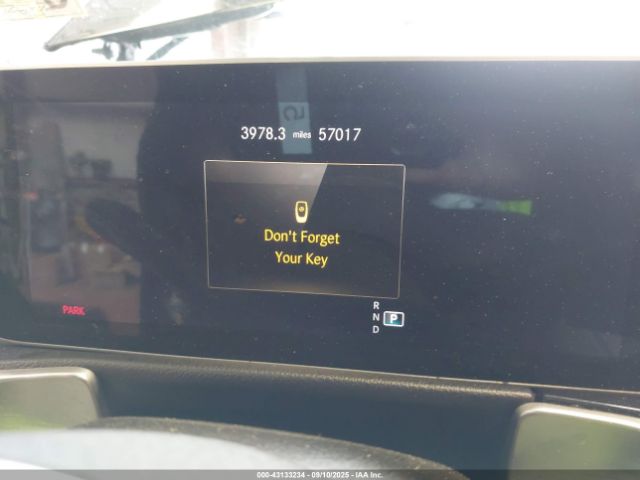 3978.3 miles 57017
Don't Forget
Your Key
PARK
R
N P
D
000-43133234 - 09/10/2025 - IAA Inc.